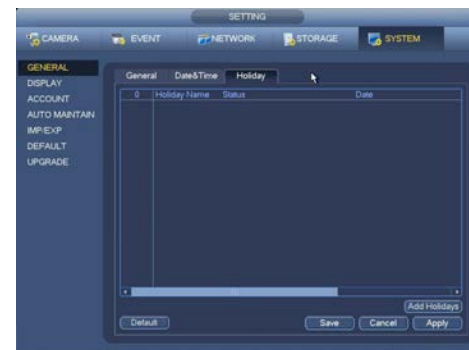 SETTING
CAMERA EVENT NETWORK STORAGE SYSTEM
GENERAL
DISPLAY
ACCOUNT
AUTO MAINTAIN
IMP/EXP
DEFAULT
UPGRADE
General Date&Time Holiday
0 Holiday Name Status Date
Add Holidays
Default Save Cancel Apply